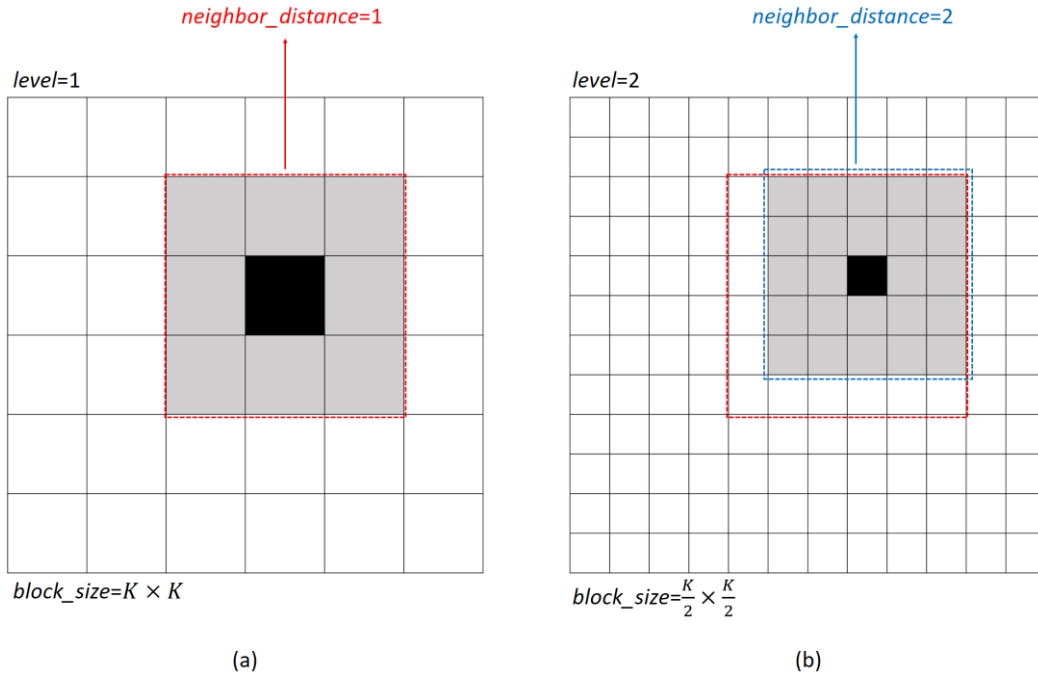 neighbor_distance=1
neighbor_distance=2
level=1
level=2
block_size=K × K
block_size=K/2 × K/2
(a)
(b)